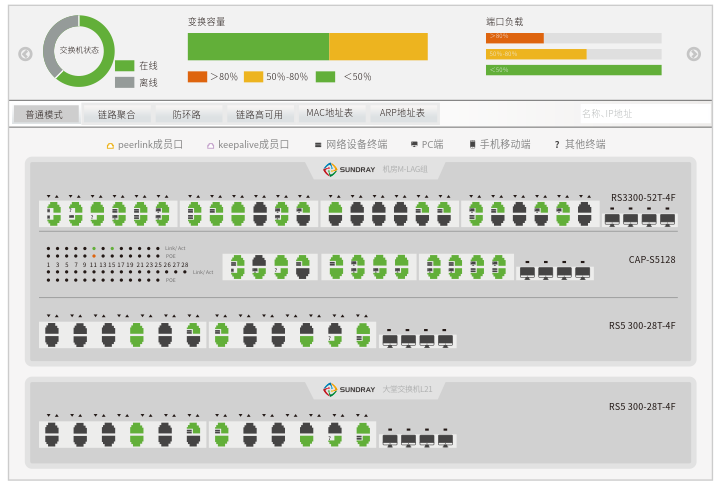 变换容量
端口负载
交换机状态
在线
离线
＞80%
50%-80%
＜50%
＞80%
50%-80%
＜50%
普通模式
链路聚合
防环路
链路高可用
MAC地址表
ARP地址表
名称、IP地址
peerlink成员口
keepalive成员口
网络设备终端
PC端
手机移动端
? 其他终端
SUNDRAY 机房M-LAG组
RS3300-52T-4F
Link/ Act
POE
1 3 5 7 9 11 13 15 17 19 21 23 25 26 27 28
Link/ Act
POE
CAP-S5128
RS5 300-28T-4F
SUNDRAY 大堂交换机L21
RS5 300-28T-4F